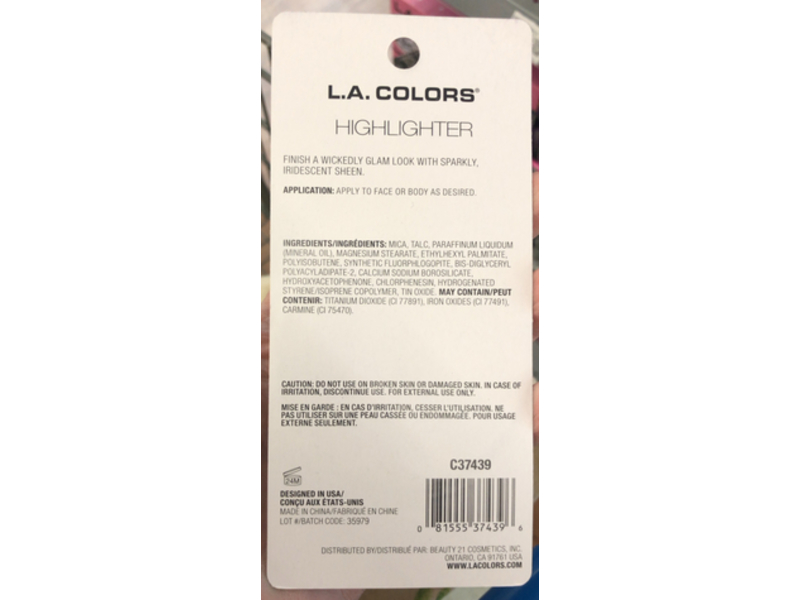 L.A. COLORS®
HIGHLIGHTER
FINISH A WICKEDLY GLAM LOOK WITH SPARKLY,
IRIDESCENT SHEEN.
APPLICATION: APPLY TO FACE OR BODY AS DESIRED.
INGREDIENTS/INGRÉDIENTS: MICA, TALC, PARAFFINUM LIQUIDUM
(MINERAL OIL), MAGNESIUM STEARATE, ETHYLHEXYL PALMITATE,
POLYISOBUTENE, SYNTHETIC FLUORPHLOGOPITE, BIS-DIGLYCERYL
POLYACYLADIPATE-2, CALCIUM SODIUM BOROSILICATE,
HYDROXYACETOPHENONE, CHLORPHENESIN, HYDROGENATED
STYRENE/ISOPRENE COPOLYMER, TIN OXIDE. MAY CONTAIN/PEUT
CONTENIR: TITANIUM DIOXIDE (CI 77891), IRON OXIDES (CI 77491),
CARMINE (CI 75470).
CAUTION: DO NOT USE ON BROKEN SKIN OR DAMAGED SKIN. IN CASE OF
IRRITATION, DISCONTINUE USE. FOR EXTERNAL USE ONLY.
MISE EN GARDE : EN CAS D'IRRITATION, CESSER L'UTILISATION. NE
PAS UTILISER SUR UNE PEAU CASSÉE OU ENDOMMAGÉE. POUR USAGE
EXTERNE SEULEMENT.
C37439
24M
DESIGNED IN USA/
CONÇU AUX ÉTATS-UNIS
MADE IN CHINA/FABRIQUÉ EN CHINE
LOT #/BATCH CODE: 35979
0 81555 37439 6
DISTRIBUTED BY/DISTRIBUÉ PAR. BEAUTY 21 COSMETICS, INC.
ONTARIO, CA 91761 USA
WWW.LACOLORS.COM